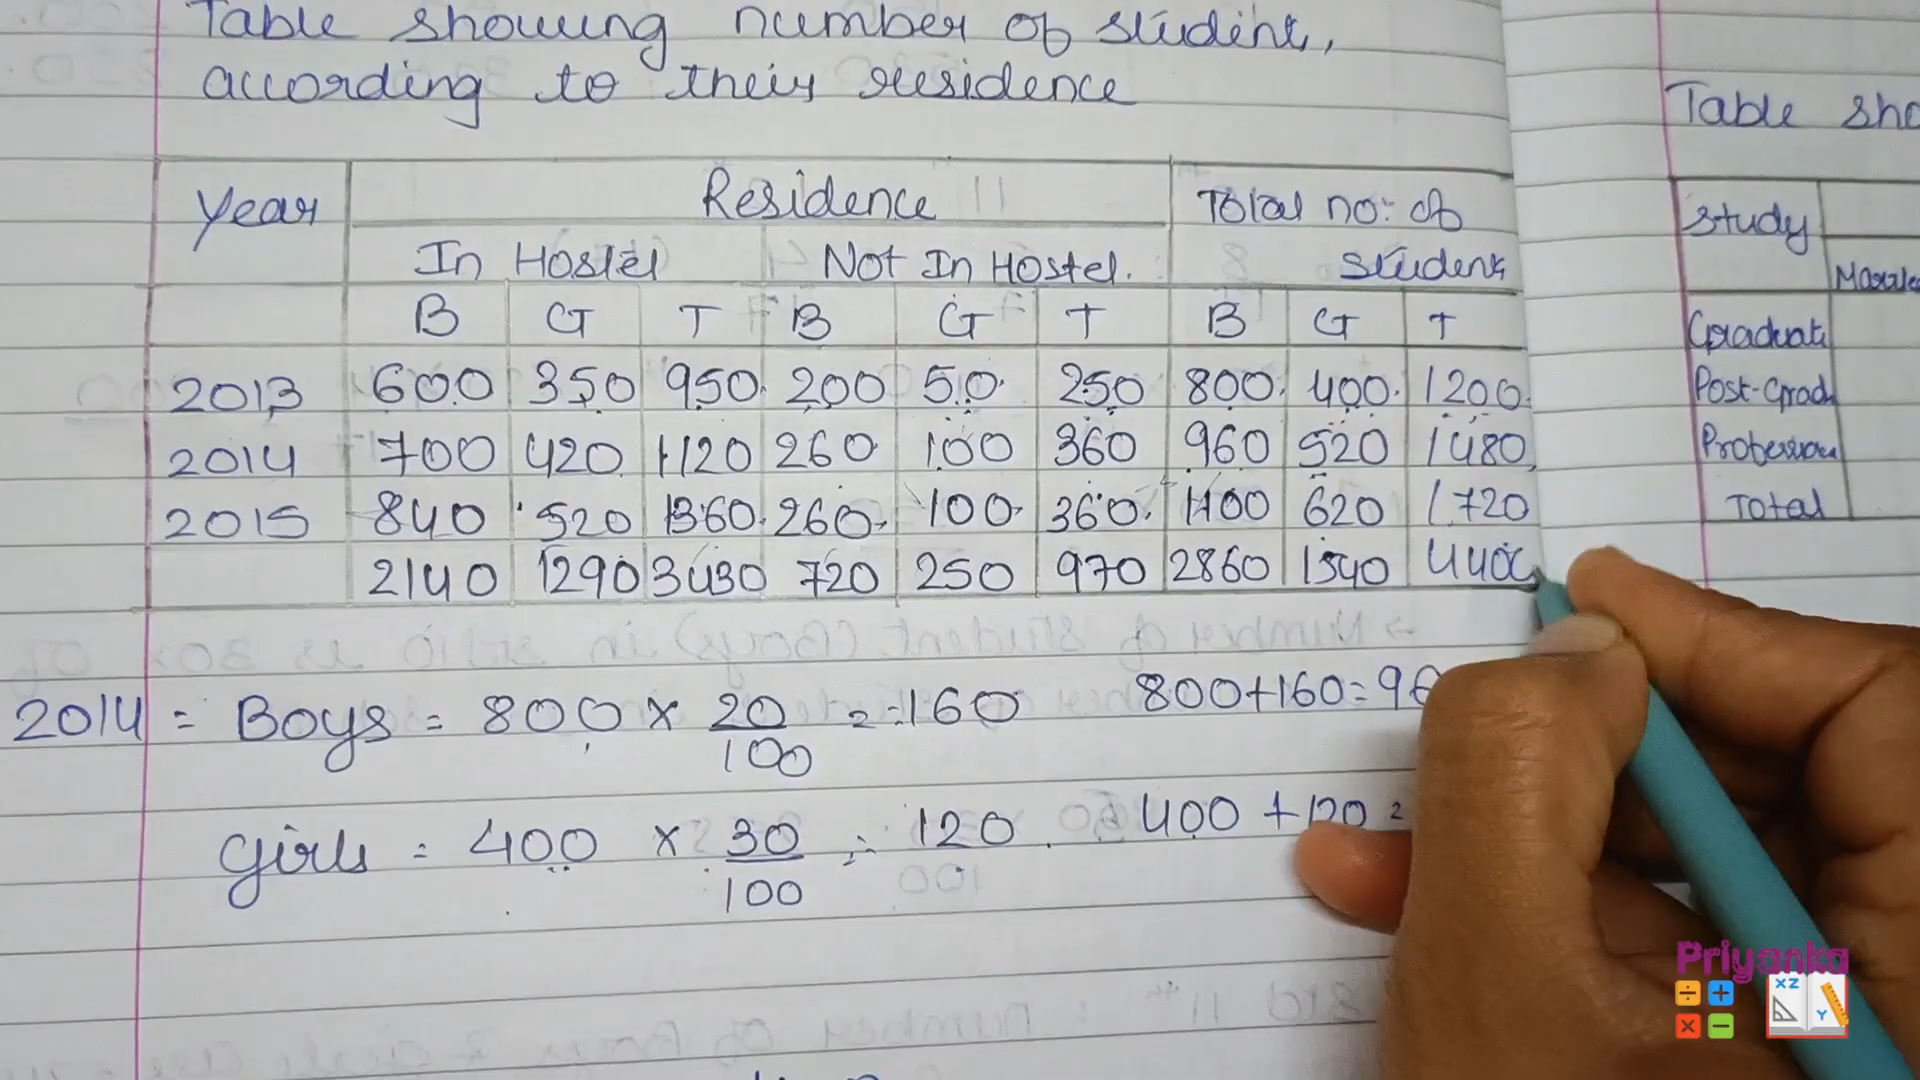 Table showing number of student,
according to their residence
Year Residence Total no: of student
In Hostel Not In Hostel.
B G T B G T B G T
2013 600 350 950 200 50 250 800 400 1200
2014 700 420 1120 260 100 360 960 520 1480
2015 840 520 1360 260 100 360 1100 620 1720
2140 1290 3430 720 250 970 2860 1540 440
2014 = Boys = 800 × 20/100 = 160 800+160=96
Girls = 400 × 30/100 = 120 400 + 120 =
Table sho
Study
Graduate
Post-Grad
Total
Priyanka
XZ
Y